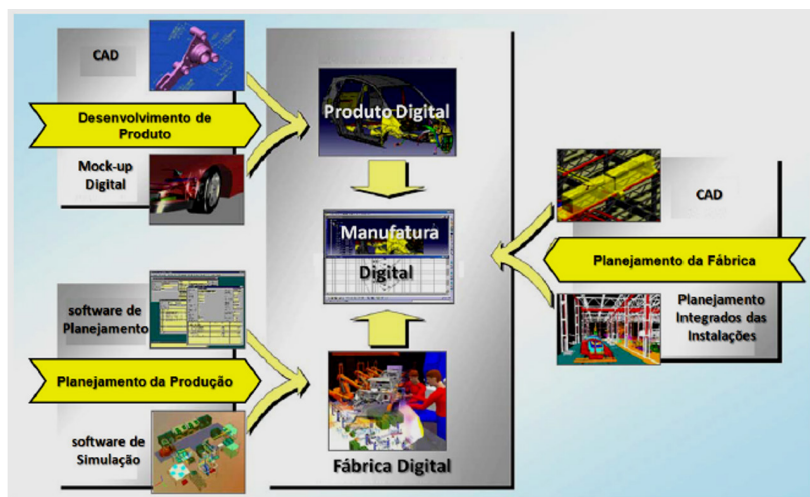 CAD
Desenvolvimento de
Produto
Mock-up
Digital
Produto Digital
Manufatura
Digital
CAD
Planejamento da Fábrica
Planejamento
Integrados das
Instalações
software de
Planejamento
Planejamento da Produção
software de
Simulação
Fábrica Digital